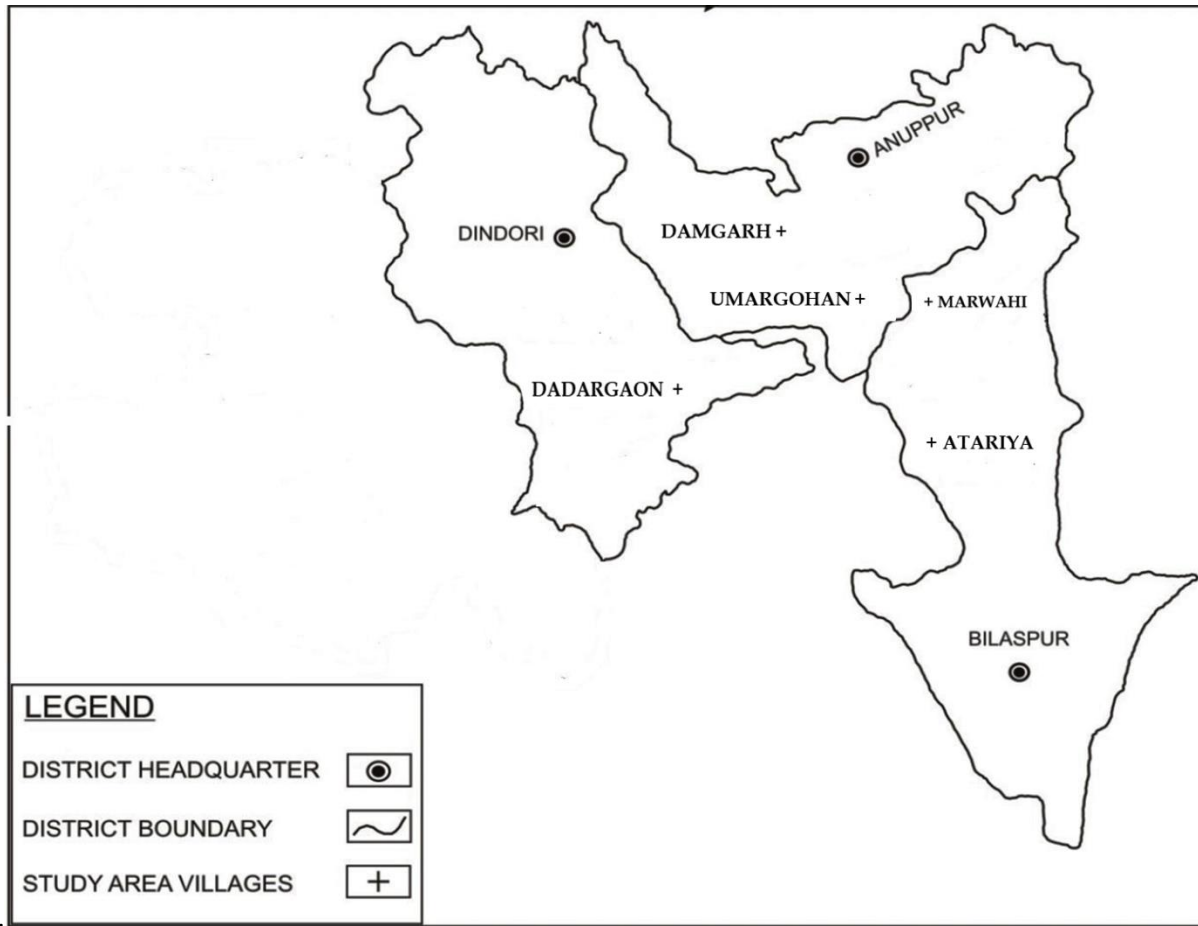 ANUPPUR
DINDORI
DAMGARH +
UMARGOHAN +
+ MARWAHI
DADARGAON +
+ ATARIYA
BILASPUR
LEGEND
DISTRICT HEADQUARTER
DISTRICT BOUNDARY
STUDY AREA VILLAGES +